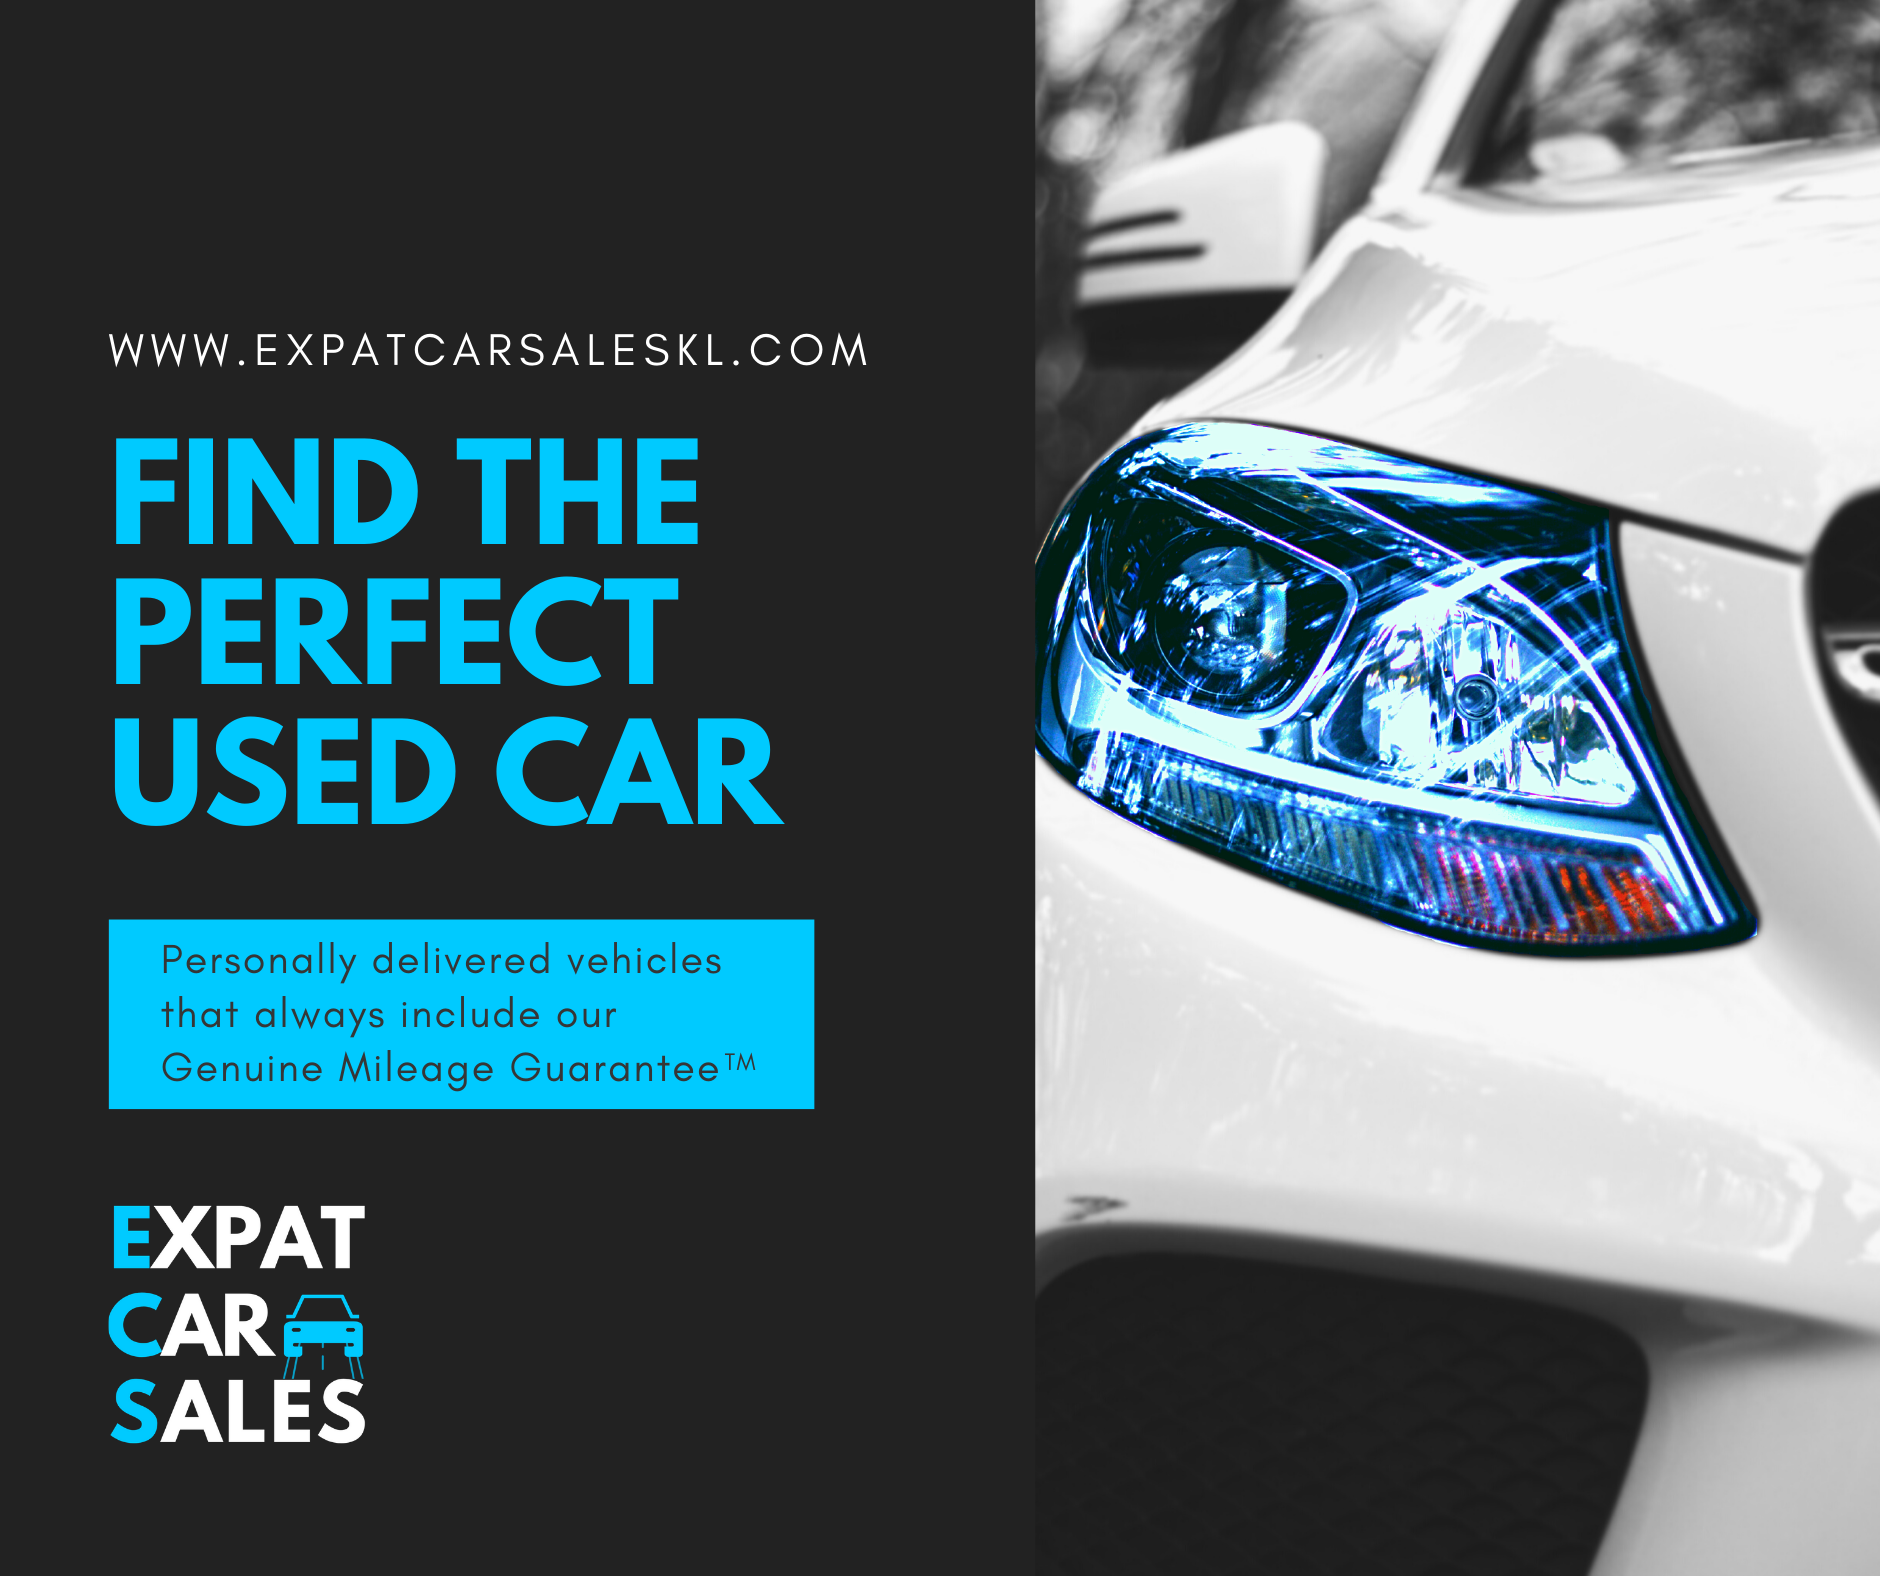 WWW.EXPATCARSALESKL.COM
FIND THE
PERFECT
USED CAR
Personally delivered vehicles
that always include our
Genuine Mileage Guarantee™
EXPAT
CAR
SALES